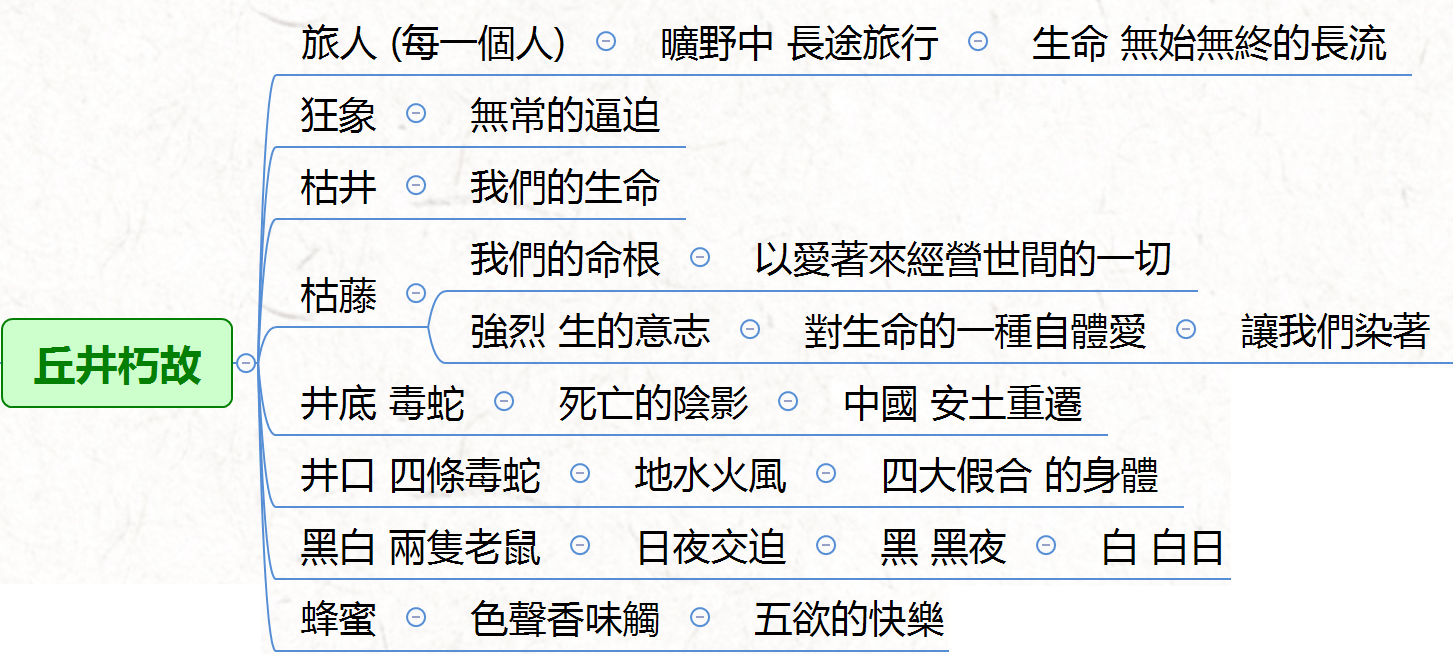 旅人 (每一個人) 曠野中 長途旅行 生命 無始無終的長流
狂象 無常的逼迫
枯井 我們的生命
我們的命根 以愛著來經營世間的一切
枯藤
強烈 生的意志 對生命的一種自體愛 讓我們染著
丘井朽故
井底 毒蛇 死亡的陰影 中國 安土重遷
井口 四條毒蛇 地水火風 四大假合 的身體
黑白 兩隻老鼠 日夜交迫 黑 黑夜 白 白日
蜂蜜 色聲香味觸 五欲的快樂